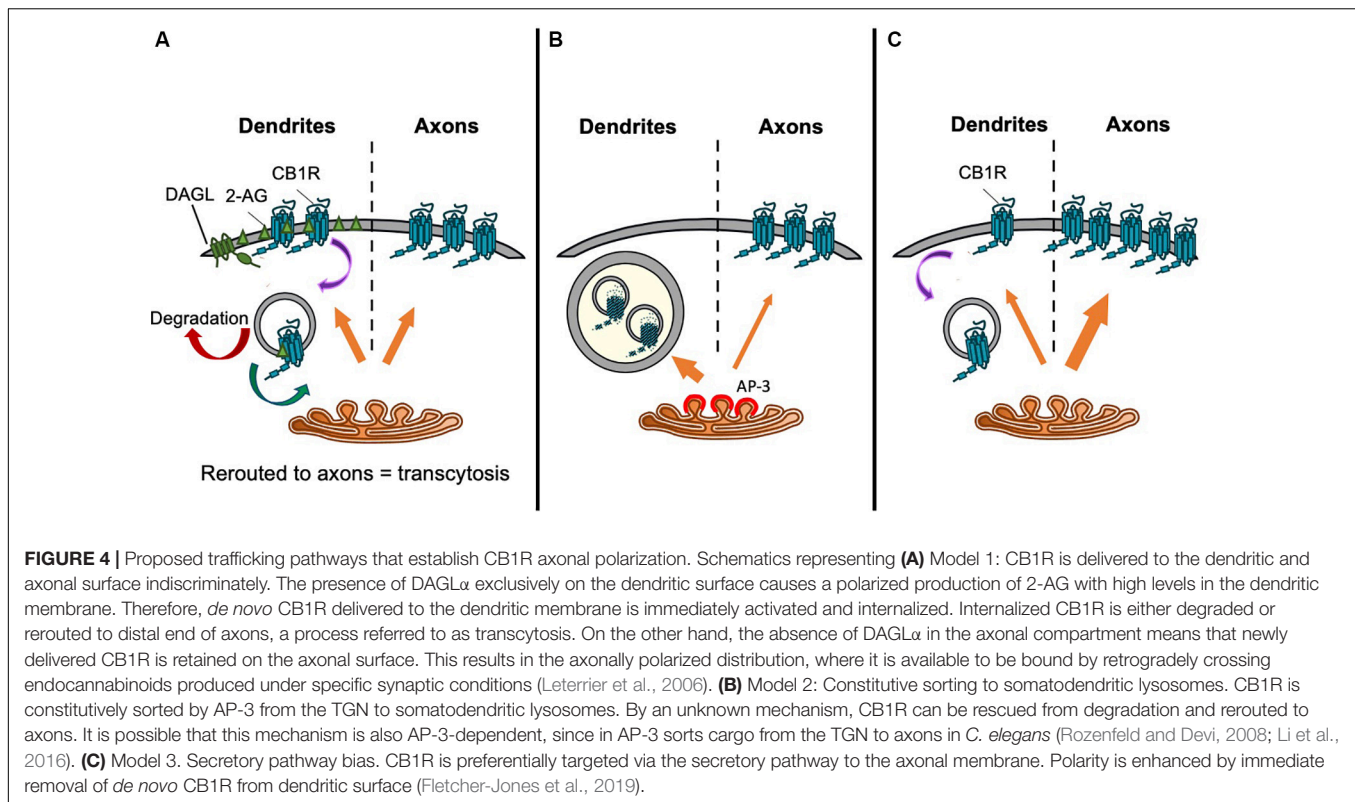 A
B
C
Dendrites
Axons
Dendrites
Axons
Dendrites
Axons
CB1R
DAGL
2-AG
CB1R
Degradation
AP-3
Rerouted to axons = transcytosis
FIGURE 4 | Proposed trafficking pathways that establish CB1R axonal polarization. Schematics representing (A) Model 1: CB1R is delivered to the dendritic and
axonal surface indiscriminately. The presence of DAGLα exclusively on the dendritic surface causes a polarized production of 2-AG with high levels in the dendritic
membrane. Therefore, de novo CB1R delivered to the dendritic membrane is immediately activated and internalized. Internalized CB1R is either degraded or
rerouted to distal end of axons, a process referred to as transcytosis. On the other hand, the absence of DAGLα in the axonal compartment means that newly
delivered CB1R is retained on the axonal surface. This results in the axonally polarized distribution, where it is available to be bound by retrogradely crossing
endocannabinoids produced under specific synaptic conditions (Leterrier et al., 2006). (B) Model 2: Constitutive sorting to somatodendritic lysosomes. CB1R is
constitutively sorted by AP-3 from the TGN to somatodendritic lysosomes. By an unknown mechanism, CB1R can be rescued from degradation and rerouted to
axons. It is possible that this mechanism is also AP-3-dependent, since in AP-3 sorts cargo from the TGN to axons in C. elegans (Rozenfeld and Devi, 2008; Li et al.,
2016). (C) Model 3. Secretory pathway bias. CB1R is preferentially targeted via the secretory pathway to the axonal membrane. Polarity is enhanced by immediate
removal of de novo CB1R from dendritic surface (Fletcher-Jones et al., 2019).